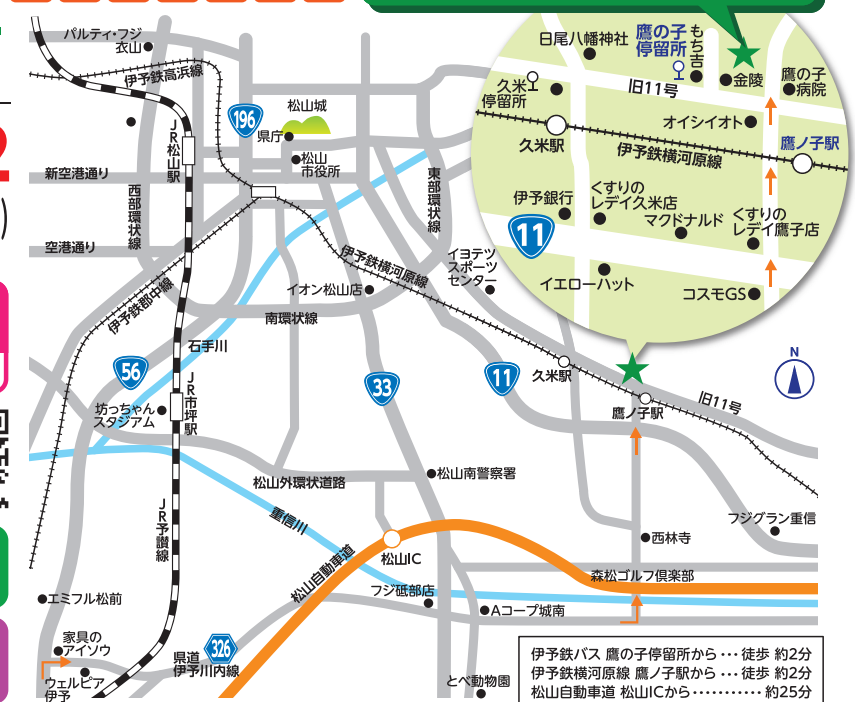 パルティ・フジ
衣山
伊予鉄高浜線
196
松山城
県庁
松山
市役所
JR松山駅
新空港通り
西部環状線
空港通り
東部環状線
伊予鉄横河原線
イヨテツ
スポーツ
センター
イオン松山店
伊予鉄郡中線
南環状線
石手川
56
33
11
久米駅
鷹ノ子駅
旧11号
N
坊っちゃん
スタジアム
JR市坪駅
松山外環状道路
松山南警察署
重信川
JR予讃線
松山自動車道
松山IC
西林寺
フジグラン重信
森松ゴルフ倶楽部
フジ砥部店
Aコープ城南
エミフル松前
家具の
アイソウ
ウェルピア
伊予
県道
伊予川内線
326
とべ動物園
日尾八幡神社
鷹の子
停留所
もち吉
金陵
鷹の子
病院
久米
停留所
旧11号
オイシイオト
久米駅
伊予鉄横河原線
鷹ノ子駅
伊予銀行
くすりの
レデイ久米店
マクドナルド
くすりの
レデイ鷹子店
11
イエローハット
コスモGS
伊予鉄バス 鷹の子停留所から…徒歩 約2分
伊予鉄横河原線 鷹ノ子駅から…徒歩 約2分
松山自動車道 松山ICから…………約25分